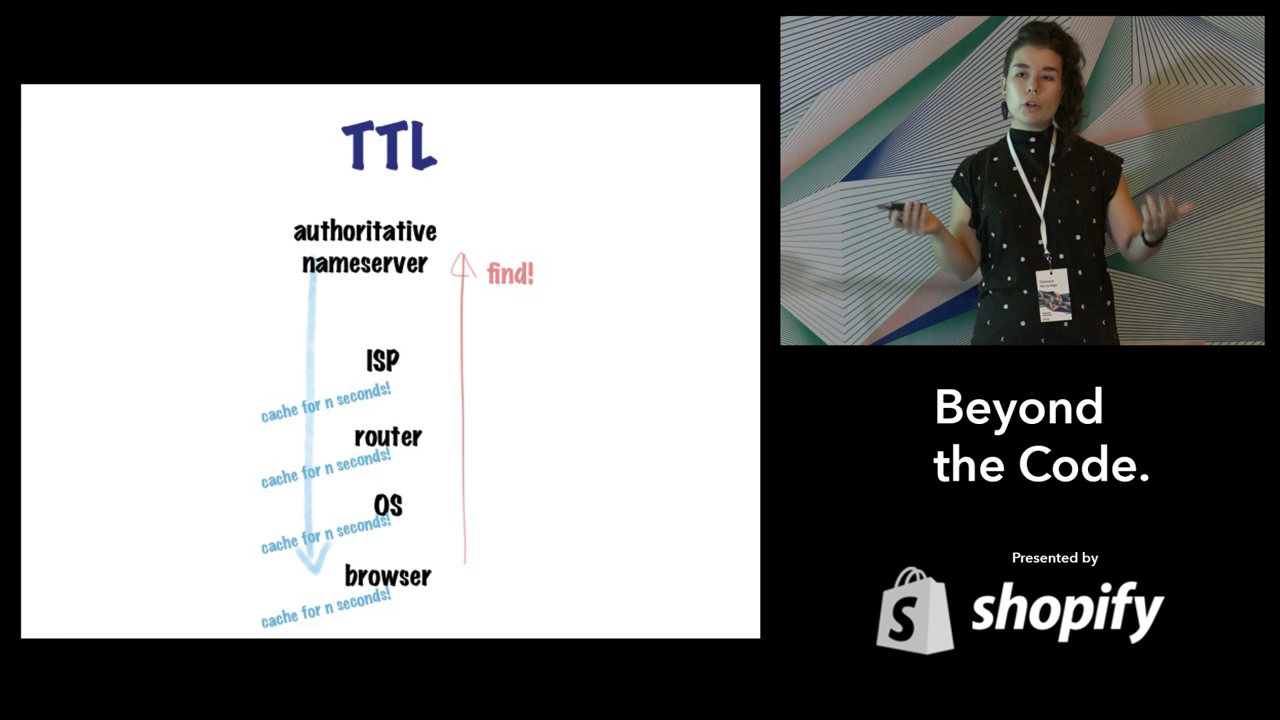 TTL
authoritative
nameserver
find!
ISP
cache for n seconds!
router
cache for n seconds!
OS
cache for n seconds!
browser
cache for n seconds!
Beyond
the Code.
Presented by
S
shopify